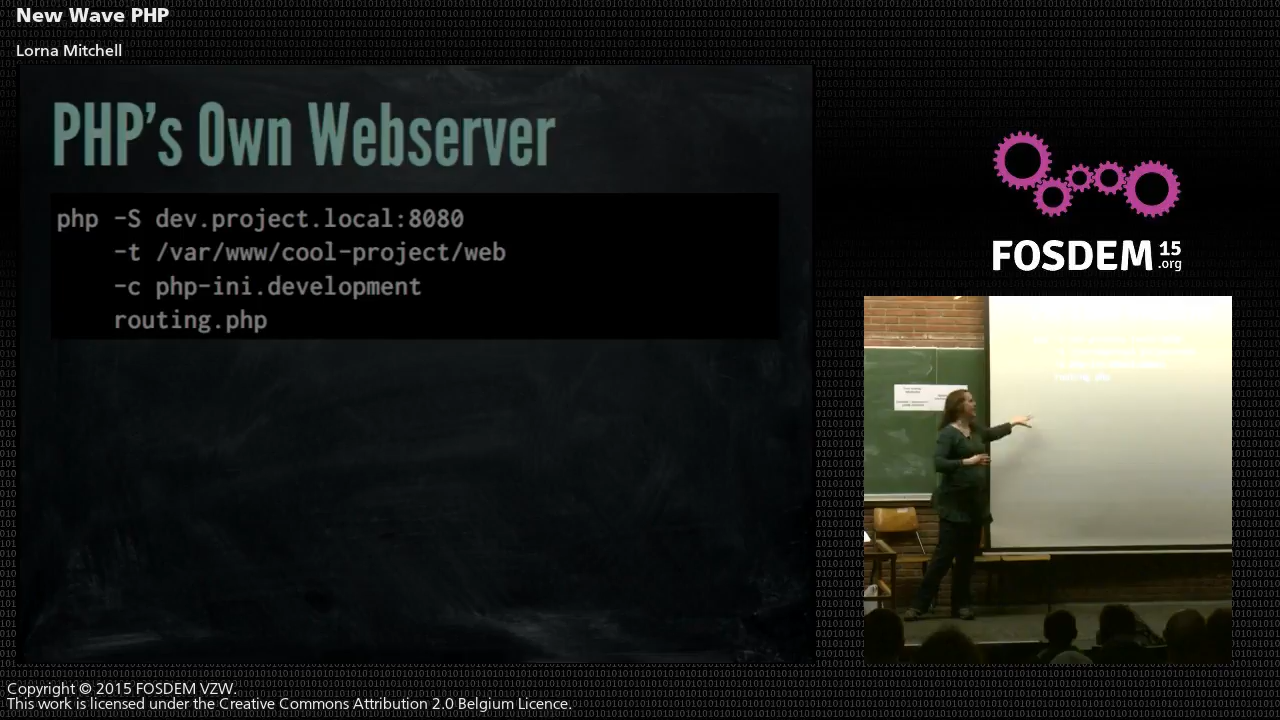 New Wave PHP
Lorna Mitchell
PHP's Own Webserver
php -S dev.project.local:8080
-t /var/www/cool-project/web
-c php-ini.development
routing.php
FOSDEM 15
.org
Copyright © 2015 FOSDEM VZW.
This work is licensed under the Creative Commons Attribution 2.0 Belgium Licence.